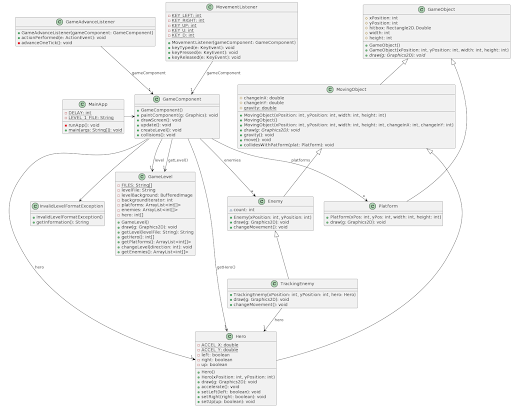 GameAdvanceListener
GameAdvanceListener(gameComponent: GameComponent)
actionPerformed(e: ActionEvent): void
advanceOneTick(): void
MovementListener
KEY_LEFT: int
KEY_RIGHT: int
KEY_UP: int
KEY_U: int
KEY_D: int
MovementListener(gameComponent: GameComponent)
keyTyped(e: KeyEvent): void
keyPressed(e: KeyEvent): void
keyReleased(e: KeyEvent): void
GameObject
xPosition: int
yPosition: int
hitbox: Rectangle2D.Double
width: int
height: int
GameObject()
GameObject(xPosition: int, yPosition: int, width: int, height: int)
draw(g: Graphics2D): void
gameComponent
gameComponent
MainApp
DELAY: int
LEVEL_1_FILE: String
runApp(): void
main(args: String[]): void
GameComponent
GameComponent()
paintComponent(g: Graphics): void
drawScreen(): void
update(): void
createLevel(): void
collisions(): void
MovingObject
changeInX: double
changeInY: double
gravity: double
MovingObject(xPosition: int, yPosition: int, width: int, height: int)
MovingObject()
MovingObject(xPosition: int, yPosition: int, width: int, height: int, changeInX: int, changeInY: int)
draw(g: Graphics2D): void
gravity(): void
move(): void
collidesWithPlatform(plat: Platform): void
level
getLevel()
enemies
platforms
InvalidLevelFormatException
InvalidLevelFormatException()
getInformation(): String
GameLevel
FILES: String[]
levelFile: String
levelBackground: BufferedImage
backgroundIterator: int
platforms: ArrayList<int[]>
enemies: ArrayList<int[]>
hero: int[]
GameLevel()
draw(g: Graphics2D): void
getLevel(levelFile: String): String
getHero(): int[]
getPlatforms(): ArrayList<int[]>
changeLevel(direction: int): void
getEnemies(): ArrayList<int[]>
Enemy
count: int
Enemy(xPosition: int, yPosition: int)
draw(g: Graphics2D): void
changeMovement(): void
Platform
Platform(xPos: int, yPos: int, width: int, height: int)
draw(g: Graphics2D): void
hero
getHero()
TrackingEnemy
TrackingEnemy(xPosition: int, yPosition: int, hero: Hero)
draw(g: Graphics2D): void
changeMovement(): void
hero
Hero
ACCEL_X: double
ACCEL_Y: double
left: boolean
right: boolean
up: boolean
Hero()
Hero(xPosition: int, yPosition: int)
draw(g: Graphics2D): void
accelerate(): void
setLeft(left: boolean): void
setRight(right: boolean): void
setUp(up: boolean): void